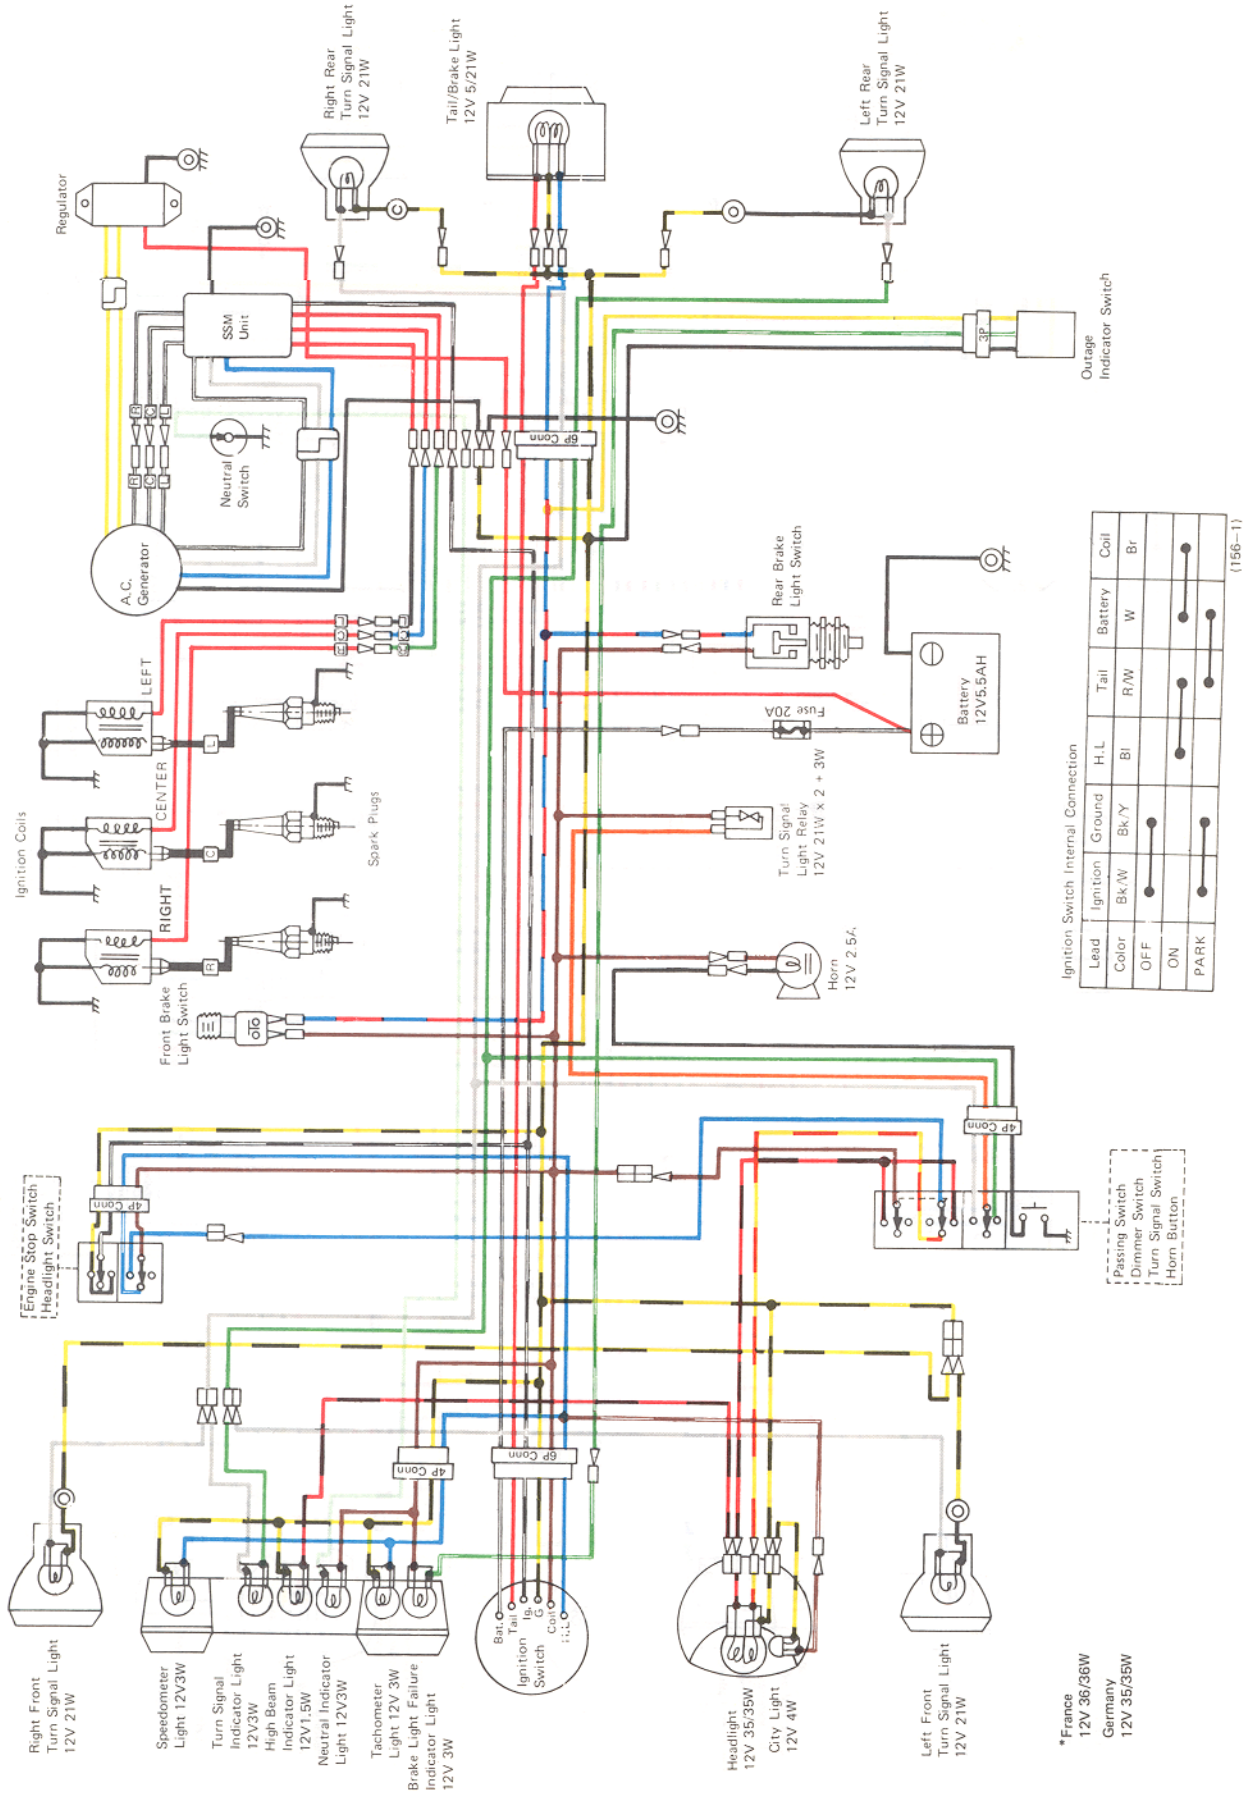 Right Rear
Turn Signal Light
12V 21W
Tail/Brake Light
12V 5/21W
Left Rear
Turn Signal Light
12V 21W
Regulator
SSM
Unit
Outage
Indicator Switch
3P
R
C
L
R
C
L
Neutral
Switch
6P Conn
A.C.
Generator
Rear Brake
Light Switch
Battery
12V5.5AH
Fuse 20A
LEFT
CENTER
RIGHT
L
C
R
Ignition Coils
Spark Plugs
Turn Signal
Light Relay
12V 21W x 2 + 3W
Horn
12V 2.5A
Front Brake
Light Switch
Ignition Switch Internal Connection
Lead Ignition Ground H.L Tail Battery Coil
Color Bk/W Bk/Y Bl R/W W Br
OFF
ON
PARK
(156-1)
Engine Stop Switch
Headlight Switch
4P Conn
4P Conn
Passing Switch
Dimmer Switch
Turn Signal Switch
Horn Button
4P Conn
6P Conn
Bat.
Tail
Ig.
G
Coil
H.L
Ignition
Switch
Right Front
Turn Signal Light
12V 21W
Speedometer
Light 12V3W
Turn Signal
Indicator Light
12V3W
High Beam
Indicator Light
12V1.5W
Neutral Indicator
Light 12V3W
Tachometer
Light 12V 3W
Brake Light Failure
Indicator Light
12V 3W
Headlight
12V 35/35W
City Light
12V 4W
Left Front
Turn Signal Light
12V 21W
*France
12V 36/36W
Germany
12V 35/35W